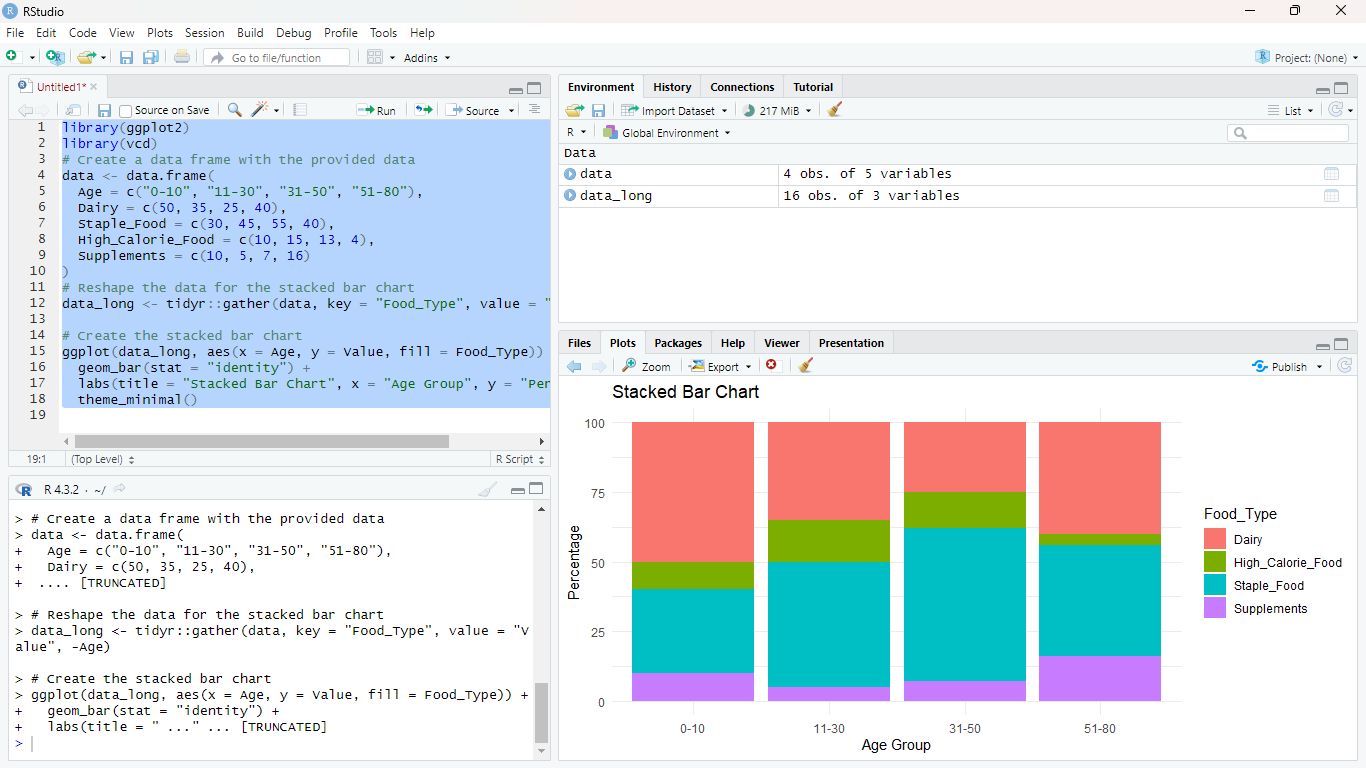 RStudio
File Edit Code View Plots Session Build Debug Profile Tools Help
Go to file/function Addins Project: (None)
Untitled1*
Source on Save Run Source
1 library(ggplot2)
2 library(vcd)
3 # Create a data frame with the provided data
4 data <- data.frame(
5 Age = c("0-10", "11-30", "31-50", "51-80"),
6 Dairy = c(50, 35, 25, 40),
7 Staple_Food = c(30, 45, 55, 40),
8 High_Calorie_Food = c(10, 15, 13, 4),
9 Supplements = c(10, 5, 7, 16)
10 )
11 # Reshape the data for the stacked bar chart
12 data_long <- tidyr::gather(data, key = "Food_Type", value = "
13
14 # Create the stacked bar chart
15 ggplot(data_long, aes(x = Age, y = Value, fill = Food_Type))
16 geom_bar(stat = "identity") +
17 labs(title = "Stacked Bar Chart", x = "Age Group", y = "Per
18 theme_minimal()
19
19:1 (Top Level) R Script
R 4.3.2 · ~/
> # Create a data frame with the provided data
> data <- data.frame(
+ Age = c("0-10", "11-30", "31-50", "51-80"),
+ Dairy = c(50, 35, 25, 40),
+ .... [TRUNCATED]
> # Reshape the data for the stacked bar chart
> data_long <- tidyr::gather(data, key = "Food_Type", value = "V
alue", -Age)
> # Create the stacked bar chart
> ggplot(data_long, aes(x = Age, y = Value, fill = Food_Type)) +
+ geom_bar(stat = "identity") +
+ labs(title = " ..." ... [TRUNCATED]
>
Environment History Connections Tutorial
Import Dataset 217 MiB List
R Global Environment
Data
data 4 obs. of 5 variables
data_long 16 obs. of 3 variables
Files Plots Packages Help Viewer Presentation
Zoom Export Publish
Stacked Bar Chart
100
75
50
25
0
Percentage
0-10 11-30 31-50 51-80
Age Group
Food_Type
Dairy
High_Calorie_Food
Staple_Food
Supplements